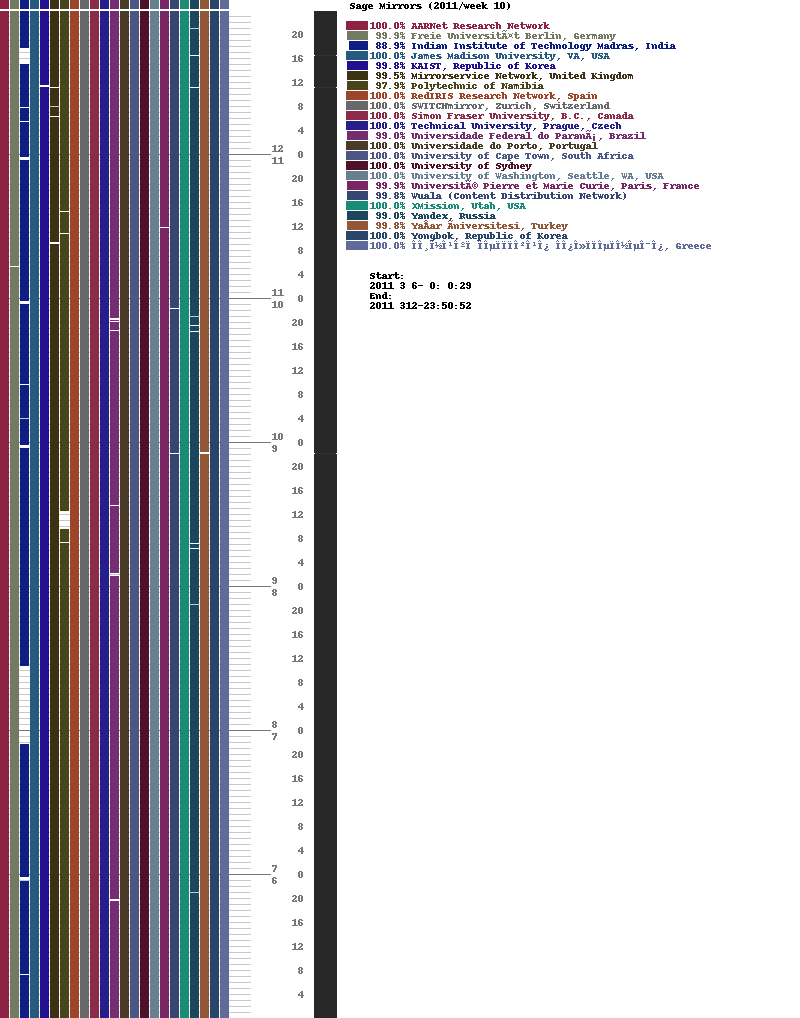 Sage Mirrors (2011/week 10)
100.0% AARNet Research Network
99.9% Freie UniversitÃ¤t Berlin, Germany
88.9% Indian Institute of Technology Madras, India
100.0% James Madison University, VA, USA
99.8% KAIST, Republic of Korea
99.5% Mirrorservice Network, United Kingdom
97.9% Polytechnic of Namibia
100.0% RedIRIS Research Network, Spain
100.0% SWITCHmirror, Zurich, Switzerland
100.0% Simon Fraser University, B.C., Canada
100.0% Technical University, Prague, Czech
99.0% Universidade Federal do ParanÃ¡, Brazil
100.0% Universidade do Porto, Portugal
100.0% University of Cape Town, South Africa
100.0% University of Sydney
100.0% University of Washington, Seattle, WA, USA
99.9% UniversitÃ© Pierre et Marie Curie, Paris, France
99.8% Wuala (Content Distribution Network)
100.0% XMission, Utah, USA
99.0% Yandex, Russia
99.8% Turkey
100.0% Yongbok, Republic of Korea
100.0% Greece
Start:
2011 3 6- 0: 0:29
End:
2011 312-23:50:52
20
16
12
8
4
12
0
11
20
16
12
8
4
11
0
10
20
16
12
8
4
10
0
9
20
16
12
8
4
9
0
8
20
16
12
8
4
8
0
7
20
16
12
8
4
7
0
6
20
16
12
8
4